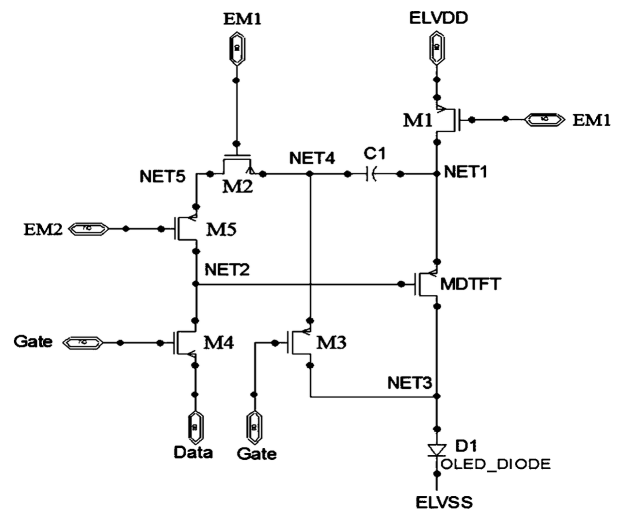 EM1
ELVDD
M1
EM1
NET4
C1
NET5
M2
NET1
EM2
M5
NET2
MDTFT
Gate
M4
M3
NET3
Data
Gate
D1
OLED_DIODE
ELVSS